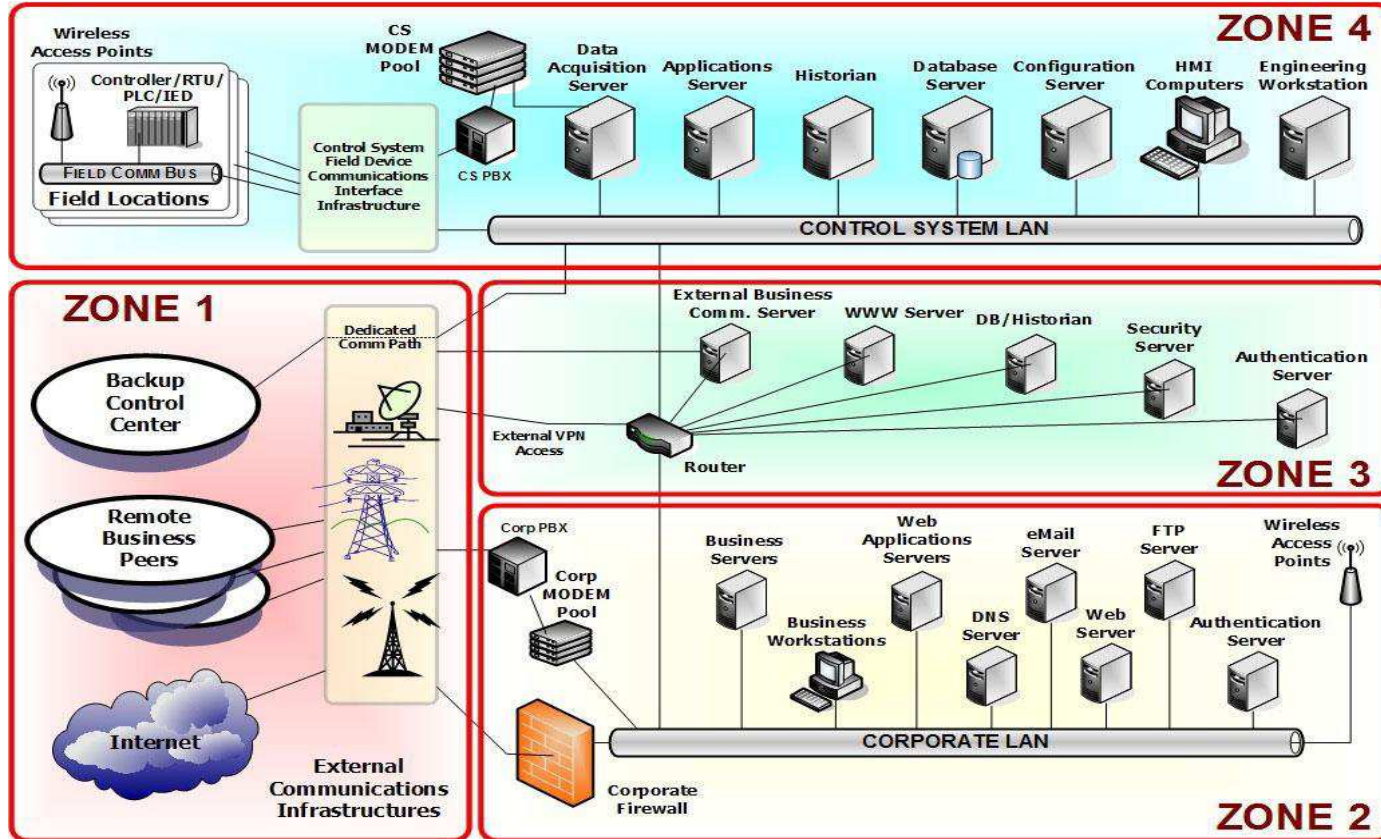 ZONE 4
Wireless
Access Points
Controller/RTU/
PLC/IED
FIELD COMM BUS
Field Locations
Control System
Field Device
Communications
Interface
Infrastructure
CS
MODEM
Pool
CS PBX
Data
Acquisition
Server
Applications
Server
Historian
Database
Server
Configuration
Server
HMI
Computers
Engineering
Workstation
CONTROL SYSTEM LAN
ZONE 1
Dedicated
Comm Path
Backup
Control
Center
Remote
Business
Peers
Internet
External
Communications
Infrastructures
External Business
Comm. Server
WWW Server
DB/Historian
Security
Server
Authentication
Server
External VPN
Access
Router
ZONE 3
Corp PBX
Corp
MODEM
Pool
Corporate
Firewall
Business
Servers
Business
Workstations
Web
Applications
Servers
DNS
Server
eMail
Server
Web
Server
FTP
Server
Authentication
Server
Wireless
Access
Points
CORPORATE LAN
ZONE 2